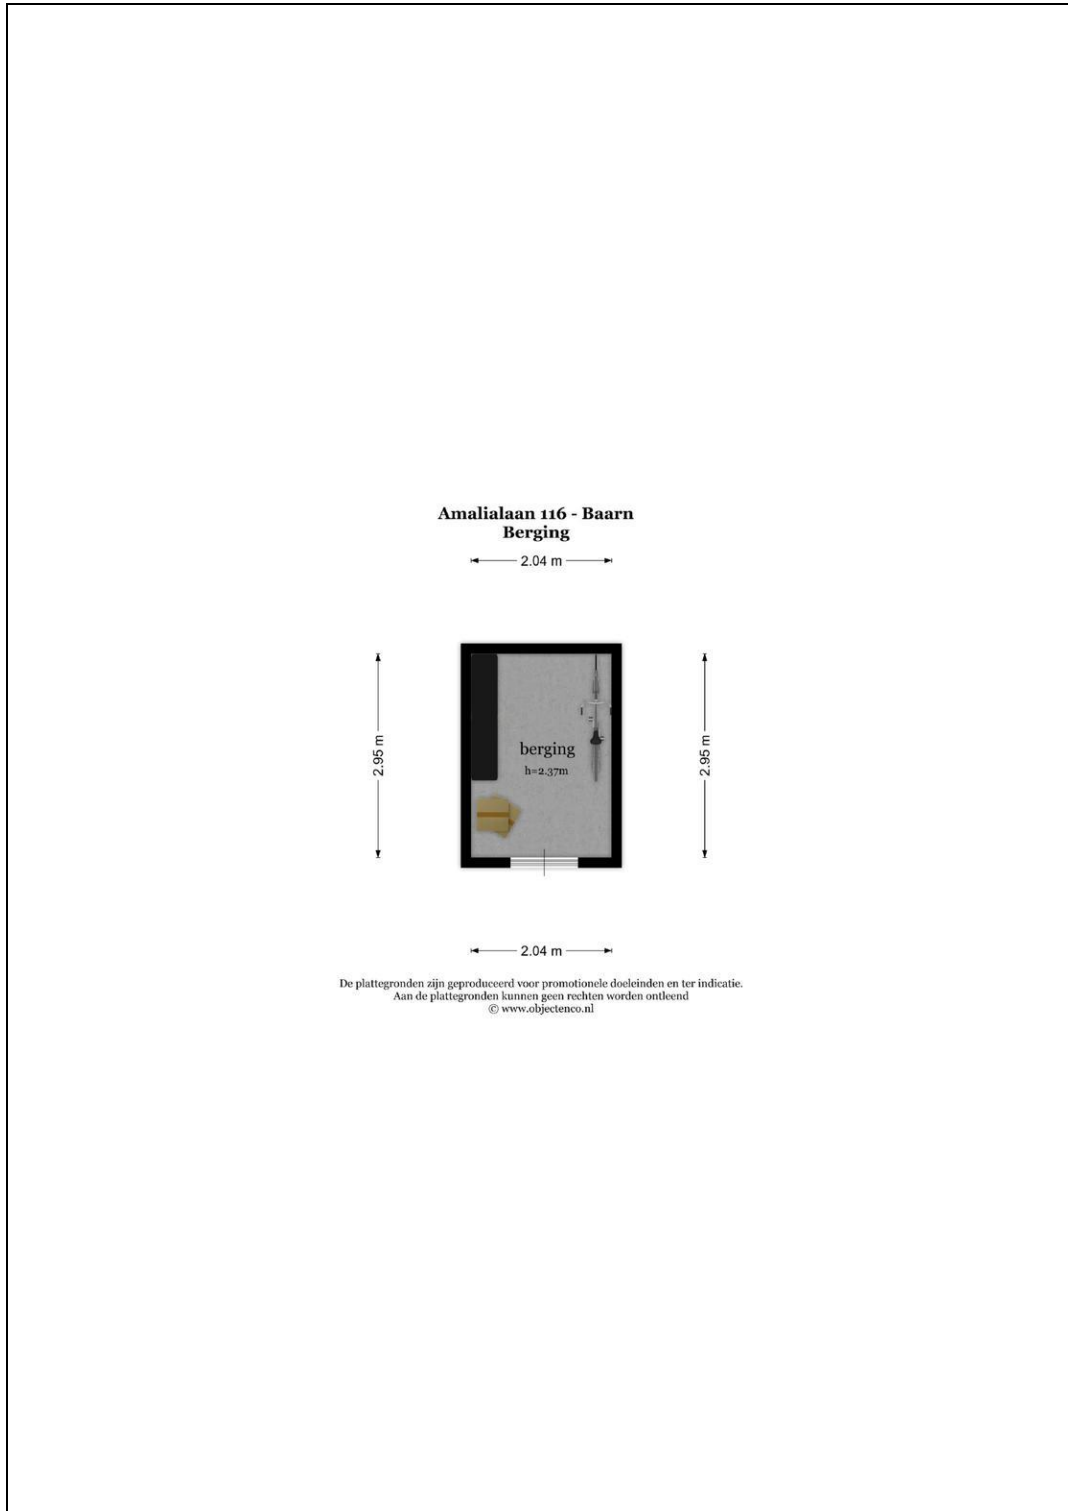 Amalialaan 116 - Baarn
Berging
2.04 m
2.95 m
2.95 m
berging
h=2.37m
2.04 m
De plattegronden zijn geproduceerd voor promotionele doeleinden en ter indicatie.
Aan de plattegronden kunnen geen rechten worden ontleend
© www.objectenco.nl